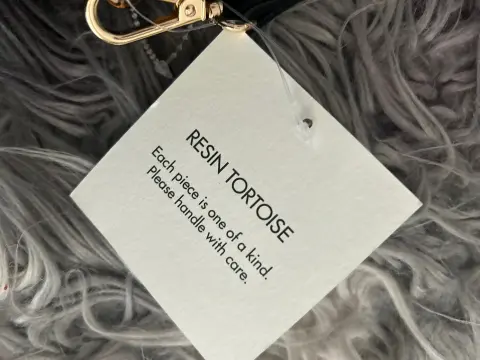 RESIN TORTOISE
Each piece is one of a kind.
Please handle with care.